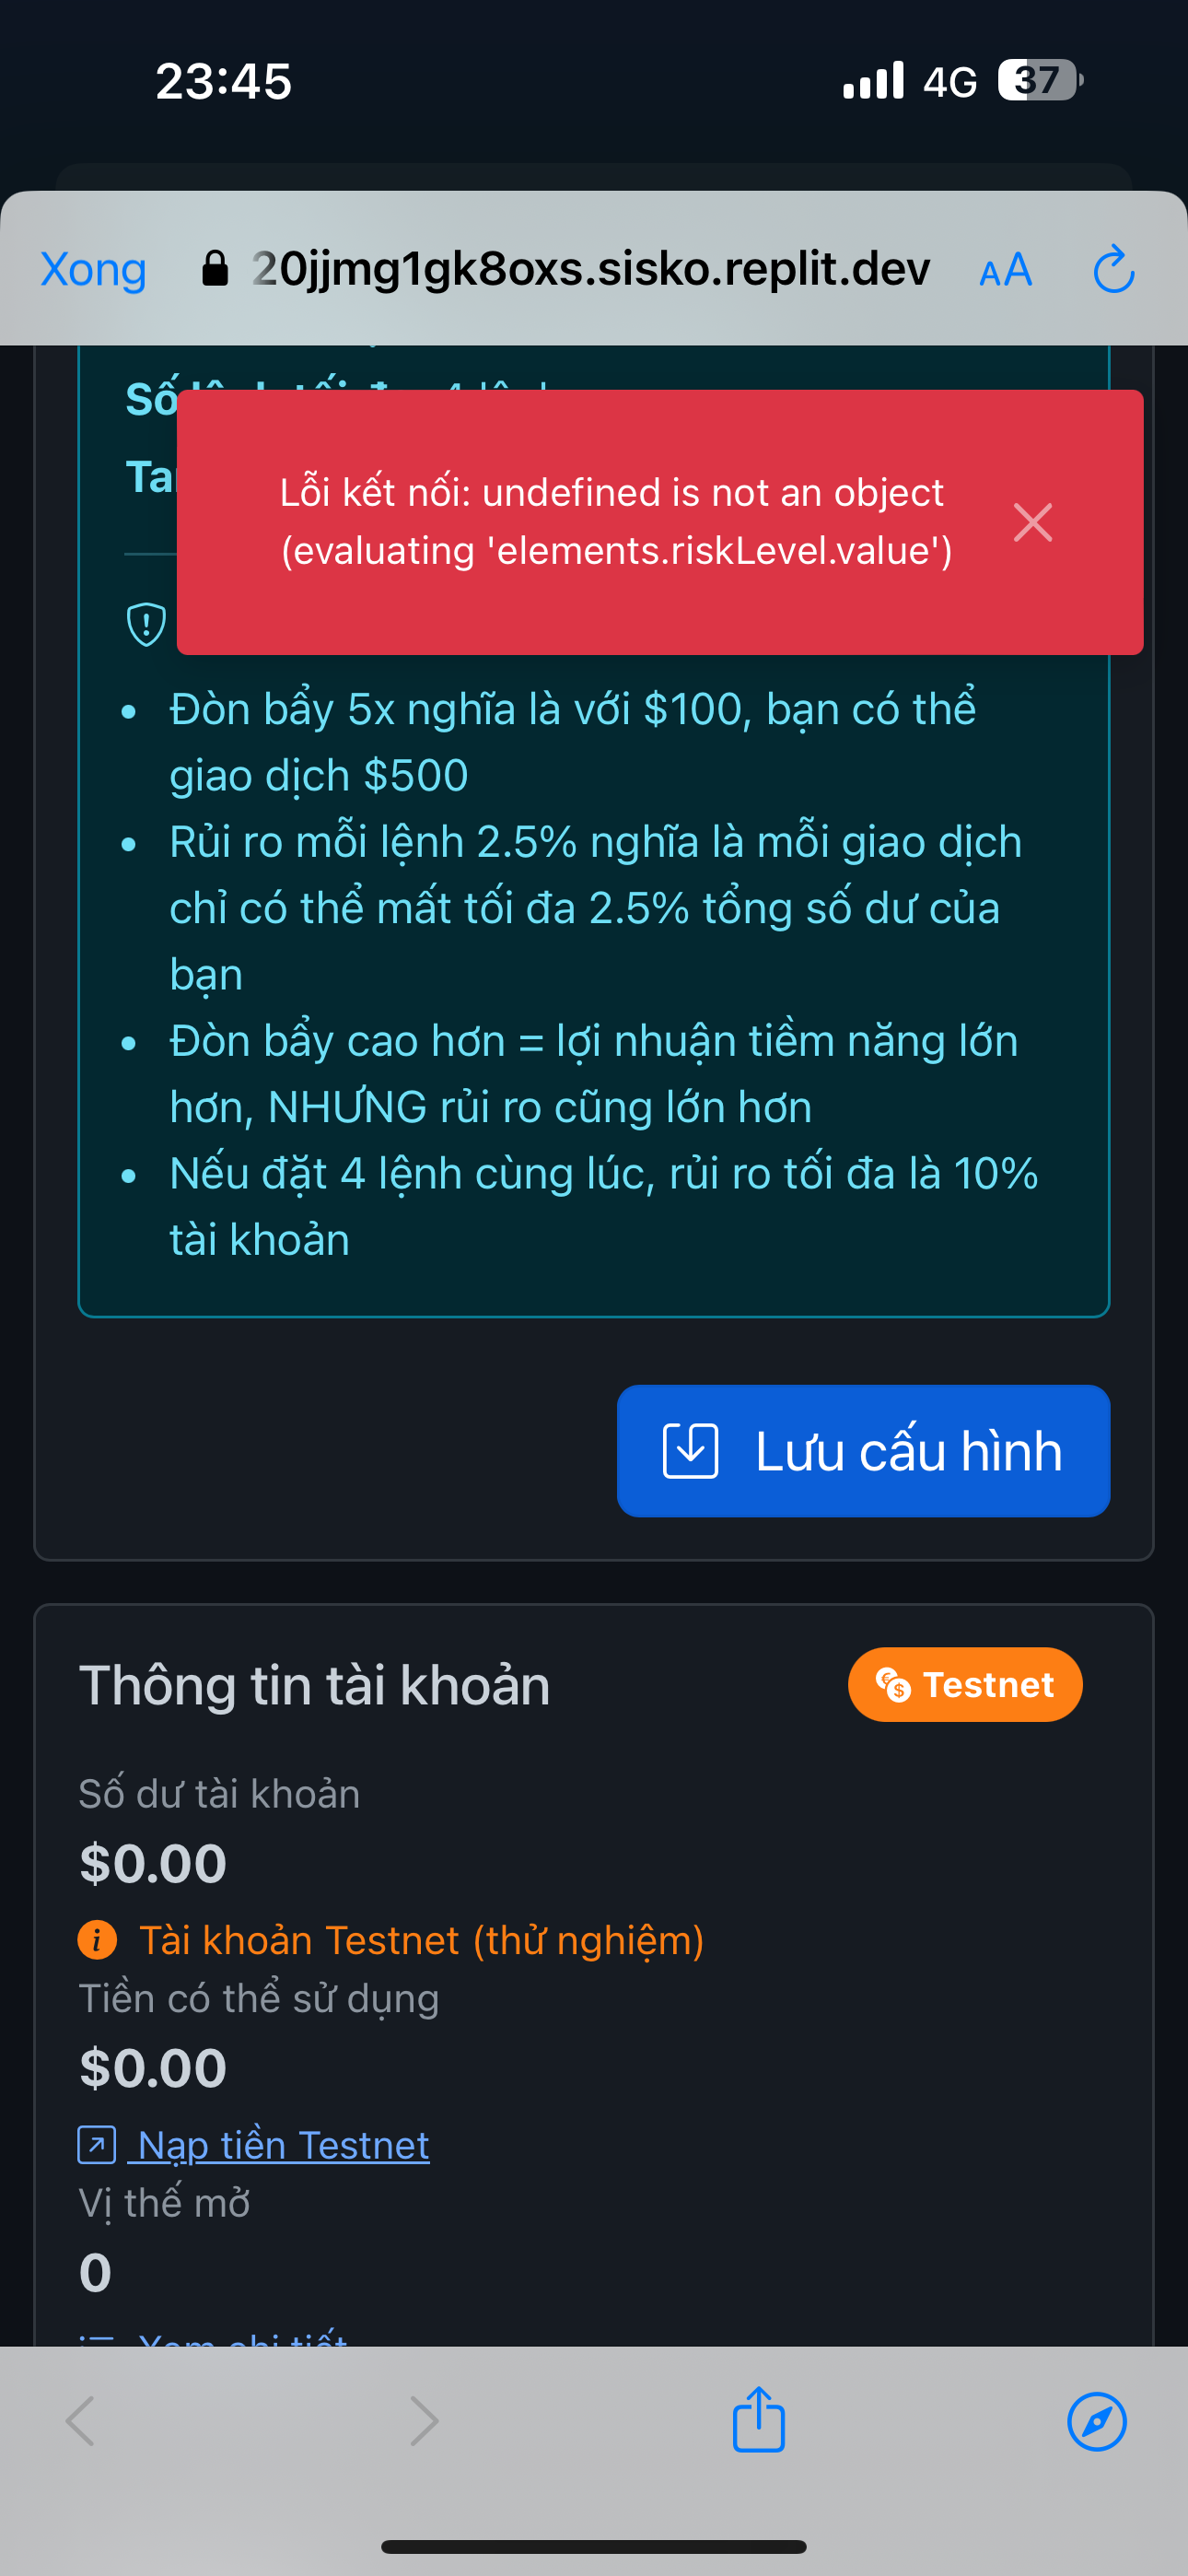 23:45
4G
37
Xong
20jjmg1gk8oxs.sisko.replit.dev
AA
Số
Lỗi kết nối: undefined is not an object
(evaluating 'elements.riskLevel.value')
Đòn bẩy 5x nghĩa là với $100, bạn có thể
giao dịch $500
Rủi ro mỗi lệnh 2.5% nghĩa là mỗi giao dịch
chỉ có thể mất tối đa 2.5% tổng số dư của
bạn
Đòn bẩy cao hơn = lợi nhuận tiềm năng lớn
hơn, NHƯNG rủi ro cũng lớn hơn
Nếu đặt 4 lệnh cùng lúc, rủi ro tối đa là 10%
tài khoản
Lưu cấu hình
Thông tin tài khoản
Testnet
Số dư tài khoản
$0.00
Tài khoản Testnet (thử nghiệm)
Tiền có thể sử dụng
$0.00
Nạp tiền Testnet
Vị thế mở
0
Xem chi tiết